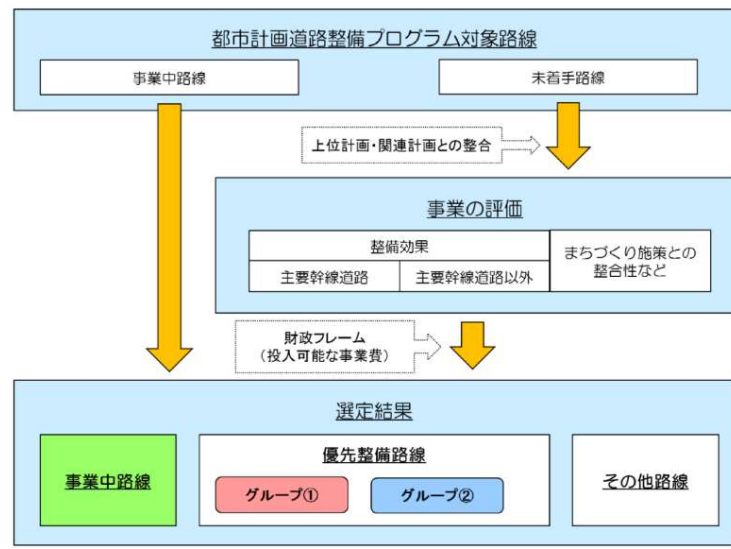 都市計画道路整備プログラム対象路線
事業中路線
未着手路線
上位計画・関連計画との整合
事業の評価
整備効果
主要幹線道路
主要幹線道路以外
まちづくり施策との
整合性など
財政フレーム
（投入可能な事業費）
選定結果
事業中路線
優先整備路線
グループ①
グループ②
その他路線